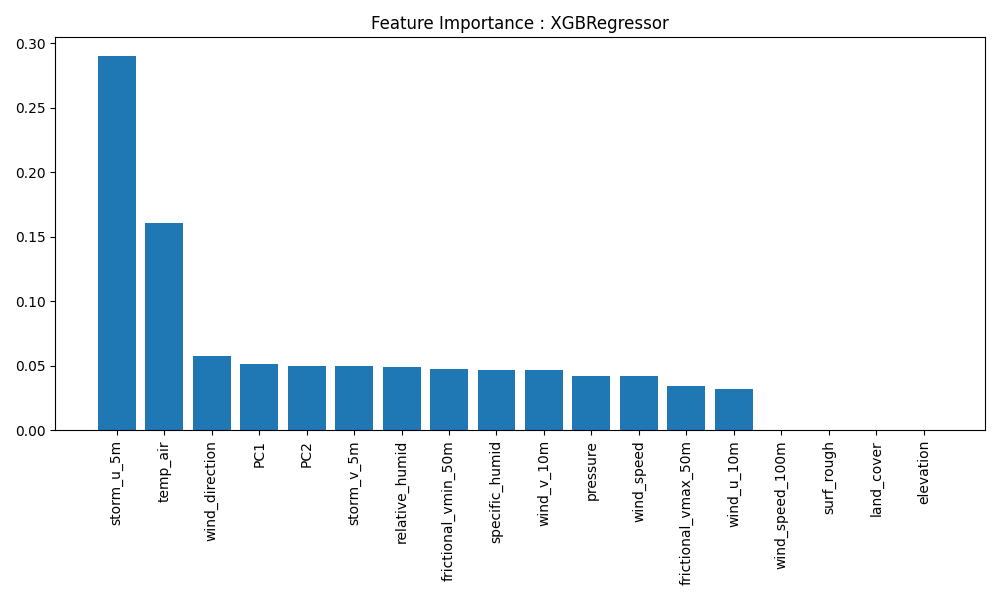 Feature Importance : XGBRegressor
0.30
0.25
0.20
0.15
0.10
0.05
0.00
storm_u_5m
temp_air
wind_direction
PC1
PC2
storm_v_5m
relative_humid
frictional_vmin_50m
specific_humid
wind_v_10m
pressure
wind_speed
frictional_vmax_50m
wind_u_10m
wind_speed_100m
surf_rough
land_cover
elevation